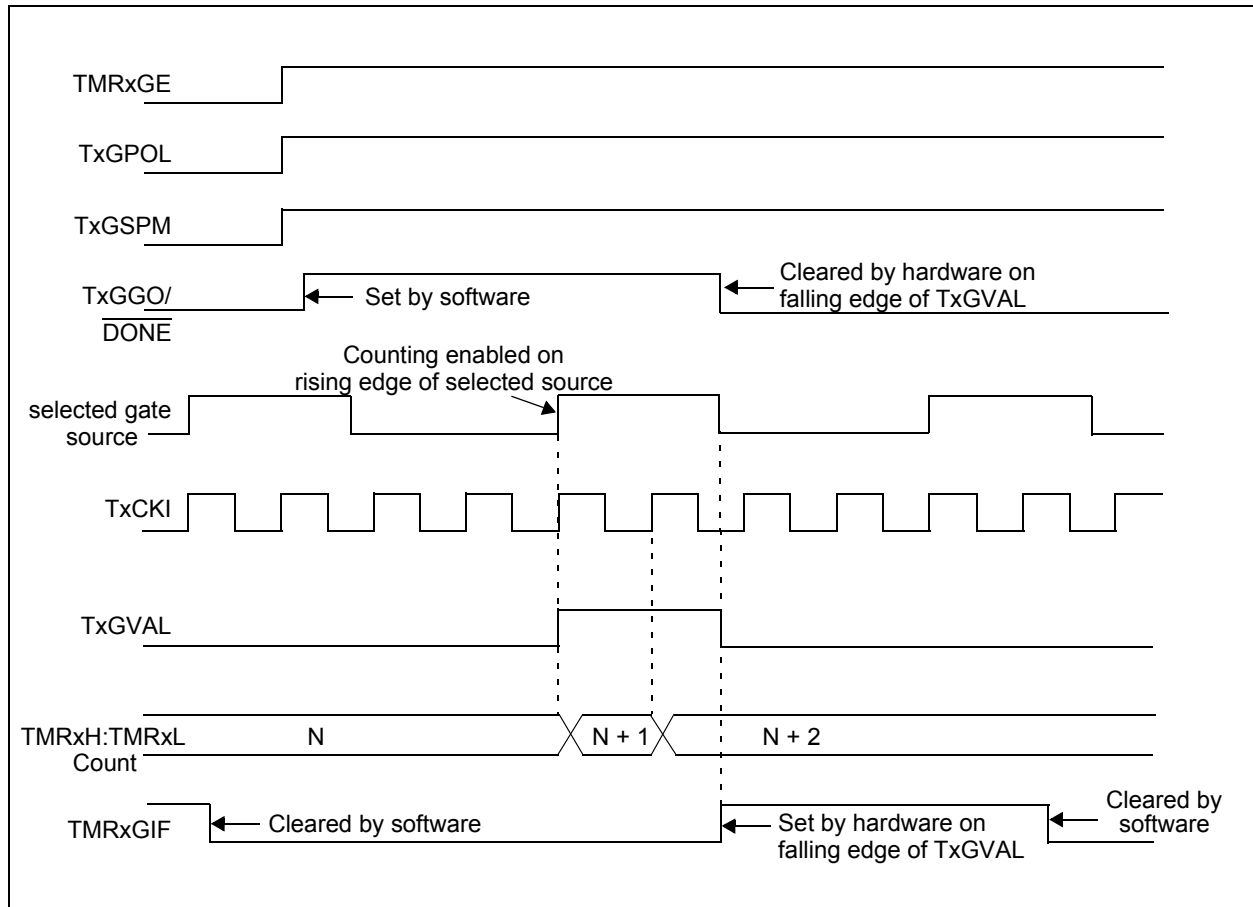 TMRxGE
TxGPOL
TxGSPM
TxGGO/
DONE
Set by software
Cleared by hardware on
falling edge of TxGVAL
Counting enabled on
rising edge of selected source
selected gate
source
TxCKI
TxGVAL
TMRxH:TMRxL
Count
N
N + 1
N + 2
TMRxGIF
Cleared by software
Set by hardware on
falling edge of TxGVAL
Cleared by
software